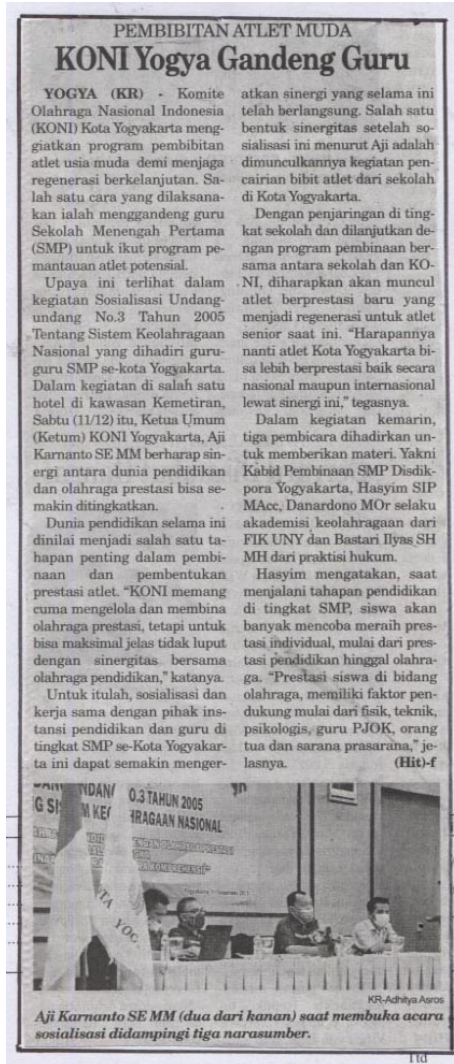 PEMBIBITAN ATLET MUDA
KONI Yogya Gandeng Guru
YOGYA (KR) - Komite
Olahraga Nasional Indonesia
(KONI) Kota Yogyakarta meng-
giatkan program pembibitan
atlet usia muda demi menjaga
regenerasi berkelanjutan. Sa-
lah satu cara yang dilaksana-
kan ialah menggandeng guru
Sekolah Menengah Pertama
(SMP) untuk ikut program pe-
mantauan atlet potensial.
Upaya ini terlihat dalam
kegiatan Sosialisasi Undang-
undang No.3 Tahun 2005
Tentang Sistem Keolahragaan
Nasional yang dihadiri guru-
guru SMP se-kota Yogyakarta.
Dalam kegiatan di salah satu
hotel di kawasan Kemetiran,
Sabtu (11/12) itu, Ketua Umum
(Ketum) KONI Yogyakarta, Aji
Karnanto SE MM berharap sin-
ergi antara dunia pendidikan
dan olahraga prestasi bisa se-
makin ditingkatkan.
Dunia pendidikan selama ini
dinilai menjadi salah satu ta-
hapan penting dalam pembi-
naan dan pembentukan
prestasi atlet. "KONI memang
cuma mengelola dan membina
olahraga prestasi, tetapi untuk
bisa maksimal jelas tidak luput
dengan sinergitas bersama
olahraga pendidikan," katanya.
Untuk itulah, sosialisasi dan
kerja sama dengan pihak ins-
tansi pendidikan dan guru di
tingkat SMP se-Kota Yogyakar-
ta ini dapat semakin menger-
atkan sinergi yang selama ini
telah berlangsung. Salah satu
bentuk sinergitas setelah so-
sialisasi ini menurut Aji adalah
dimunculkannya kegiatan pen-
cairian bibit atlet dari sekolah
di Kota Yogyakarta.
Dengan penjaringan di ting-
kat sekolah dan dilanjutkan de-
ngan program pembinaan ber-
sama antara sekolah dan KO-
NI, diharapkan akan muncul
atlet berprestasi baru yang
menjadi regenerasi untuk atlet
senior saat ini. "Harapannya
nanti atlet Kota Yogyakarta bi-
sa lebih berprestasi baik secara
nasional maupun internasional
lewat sinergi ini," tegasnya.
Dalam kegiatan kemarin,
tiga pembicara dihadirkan un-
tuk memberikan materi. Yakni
Kabid Pembinaan SMP Disdik-
pora Yogyakarta, Hasyim SIP
MAcc, Danardono MOr selaku
akademisi keolahragaan dari
FIK UNY dan Bastari Ilyas SH
MH dari praktisi hukum.
Hasyim mengatakan, saat
menjalani tahapan pendidikan
di tingkat SMP, siswa akan
banyak mencoba meraih pres-
tasi individual, mulai dari pres-
tasi pendidikan hinggal olahra-
ga. "Prestasi siswa di bidang
olahraga, memiliki faktor pen-
dukung mulai dari fisik, teknik,
psikologis, guru PJOK, orang
tua dan sarana prasarana," je-
lasnya. (Hit)-f
O.3 TAHUN 2005
HRAGAAN NASIONAL
KR-Adhitya Asros
Aji Karnanto SE MM (dua dari kanan) saat membuka acara
sosialisasi didampingi tiga narasumber.
Ttd